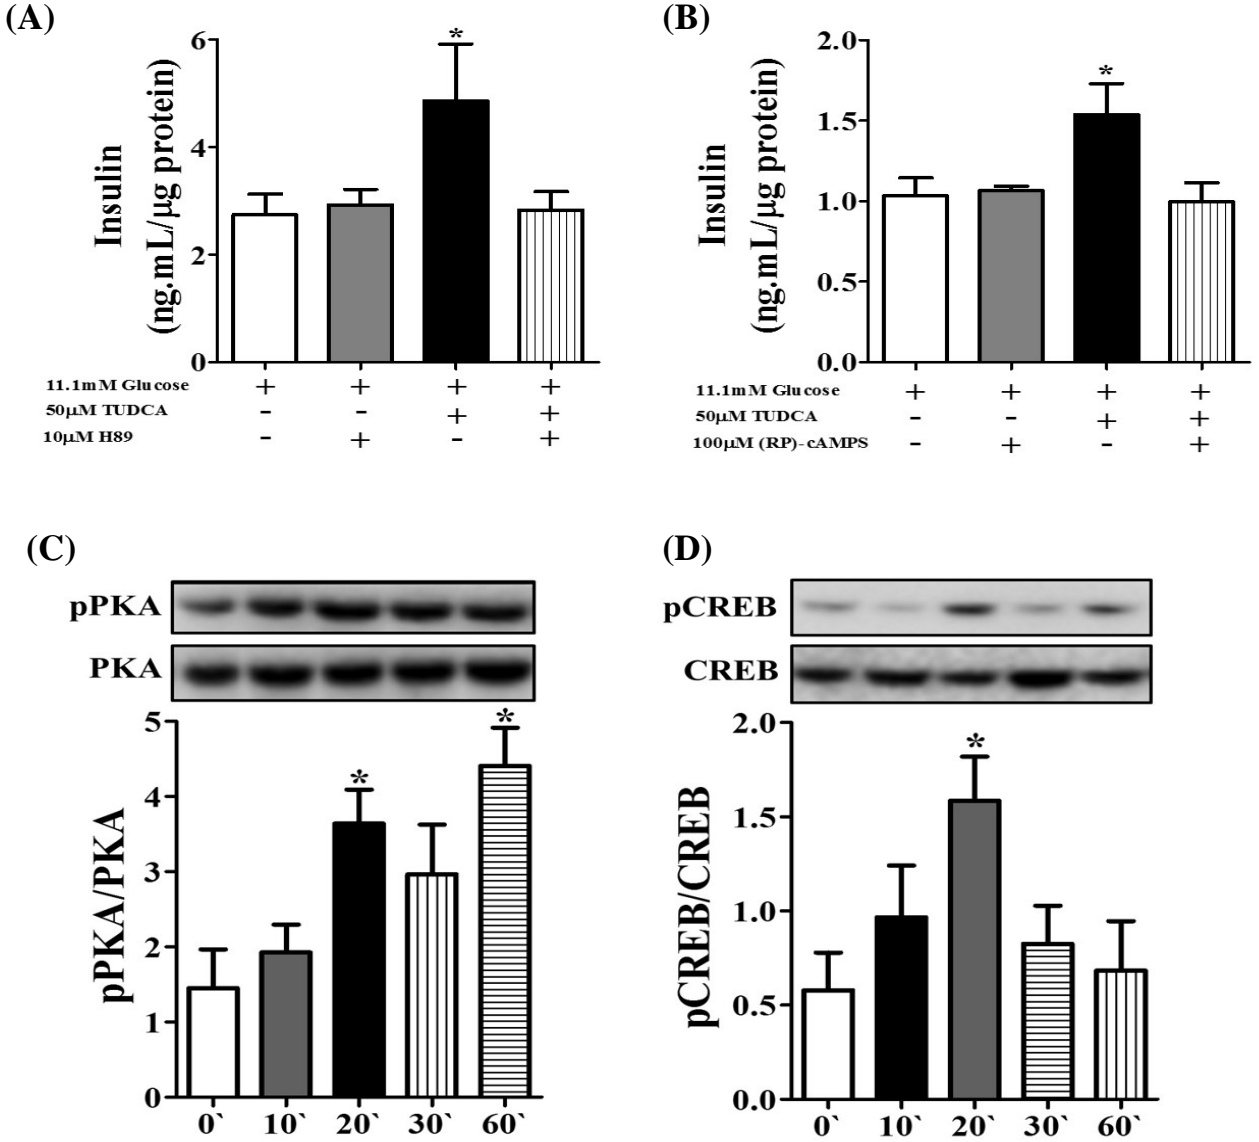 (A)
6
4
2
0
Insulin
(ng.mL/µg protein)
*
11.1mM Glucose + + + +
50µM TUDCA - - + +
10µM H89 - + - +
(B)
2.0
1.5
1.0
0.5
0.0
Insulin
(ng.mL/µg protein)
*
11.1mM Glucose + + + +
50µM TUDCA - - + +
100µM (RP)-cAMPS - + - +
(C)
pPKA
PKA
5
4
3
2
1
0
pPKA/PKA
* *
0` 10` 20` 30` 60`
(D)
pCREB
CREB
2.0
1.5
1.0
0.5
0.0
pCREB/CREB
*
0` 10` 20` 30` 60`